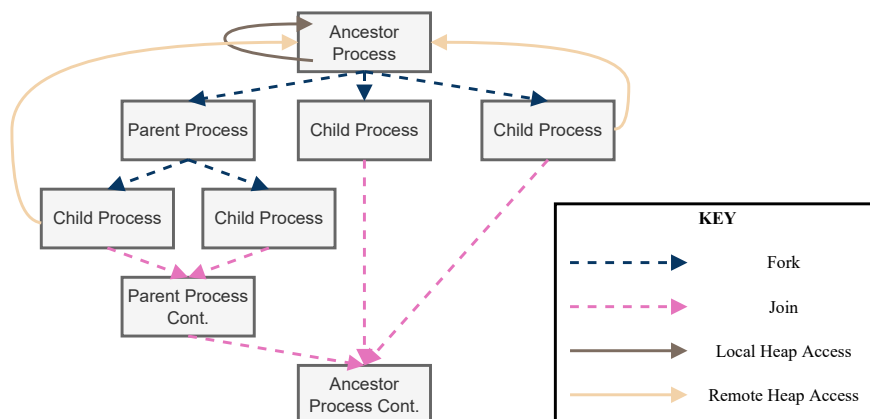 Ancestor
Process
Parent Process
Child Process
Child Process
Child Process
Child Process
Parent Process
Cont.
Ancestor
Process Cont.
KEY
Fork
Join
Local Heap Access
Remote Heap Access